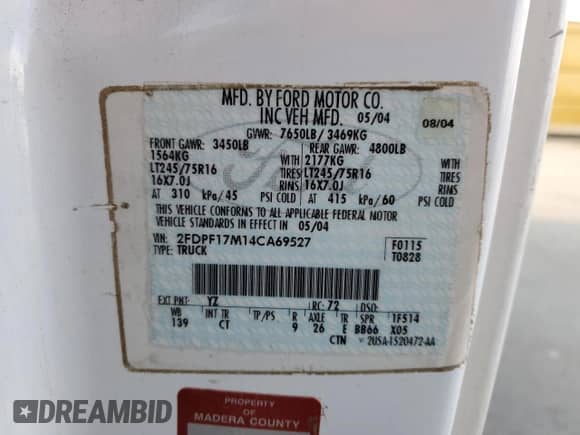 MFD. BY FORD MOTOR CO.
INC VEH MFD. 05/04
08/04
GVWR: 7650LB/ 3469KG
FRONT GAWR: 3450LB REAR GAWR: 4800LB
1564KG WITH 2177KG WITH
LT245/75R16 TIRES LT245/75R16 TIRES
16X7.0J RINS 16X7.0J RINS
AT 310 kPa/45 PSI COLD AT 415 kPa/60 PSI COLD
THIS VEHICLE CONFORMS TO ALL APPLICABLE FEDERAL MOTOR
VEHICLE STANDARDS IN EFFECT IN 05/04
VIN: 2FDPF17M14CA69527
TYPE: TRUCK
F0115
T0828
EXT PNT: YZ RC: 72 DSO:
WB INT TR TP/PS R AXLE TR SPR 1F514
139 CT 9 26 E BB66 X05
CTN 2USA-1520472-AA
Ford
PROPERTY
OF
MADERA COUNTY
DREAMBID